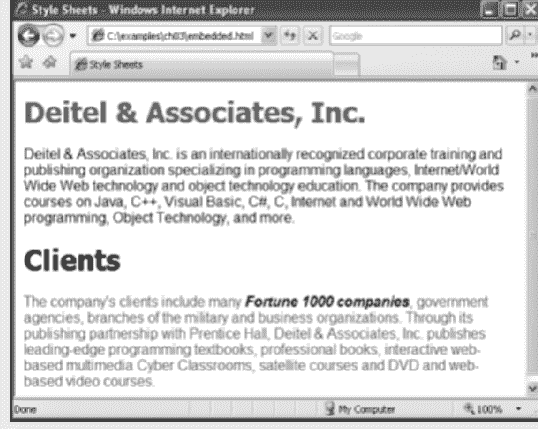 Style Sheets - Windows Internet Explorer
C:\examples\ch03\embedded.html
Google
Style Sheets
Deitel & Associates, Inc.
Deitel & Associates, Inc. is an internationally recognized corporate training and
publishing organization specializing in programming languages, Internet/World
Wide Web technology and object technology education. The company provides
courses on Java, C++, Visual Basic, C#, C, Internet and World Wide Web
programming, Object Technology, and more.
Clients
The company's clients include many Fortune 1000 companies, government
agencies, branches of the military and business organizations. Through its
publishing partnership with Prentice Hall, Deitel & Associates, Inc. publishes
leading-edge programming textbooks, professional books, interactive web-
based multimedia Cyber Classrooms, satellite courses and DVD and web-
based video courses.
Done My Computer 100%